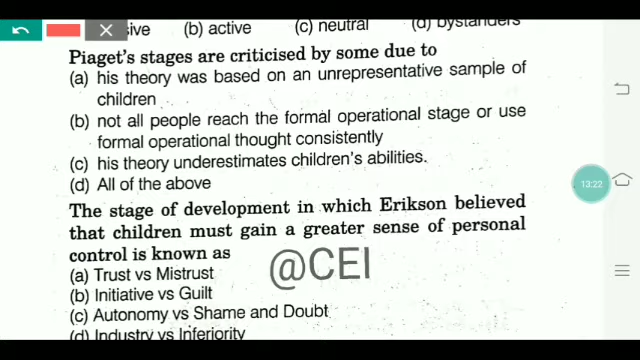 sive (b) active (c) neutral (d) bystanders
Piaget's stages are criticised by some due to
(a) his theory was based on an unrepresentative sample of
children
(b) not all people reach the formal operational stage or use
formal operational thought consistently
(c) his theory underestimates children's abilities.
(d) All of the above
13:22
The stage of development in which Erikson believed
that children must gain a greater sense of personal
control is known as
@CEI
(a) Trust vs Mistrust
(b) Initiative vs Guilt
(c) Autonomy vs Shame and Doubt
(d) Industry vs Inferiority